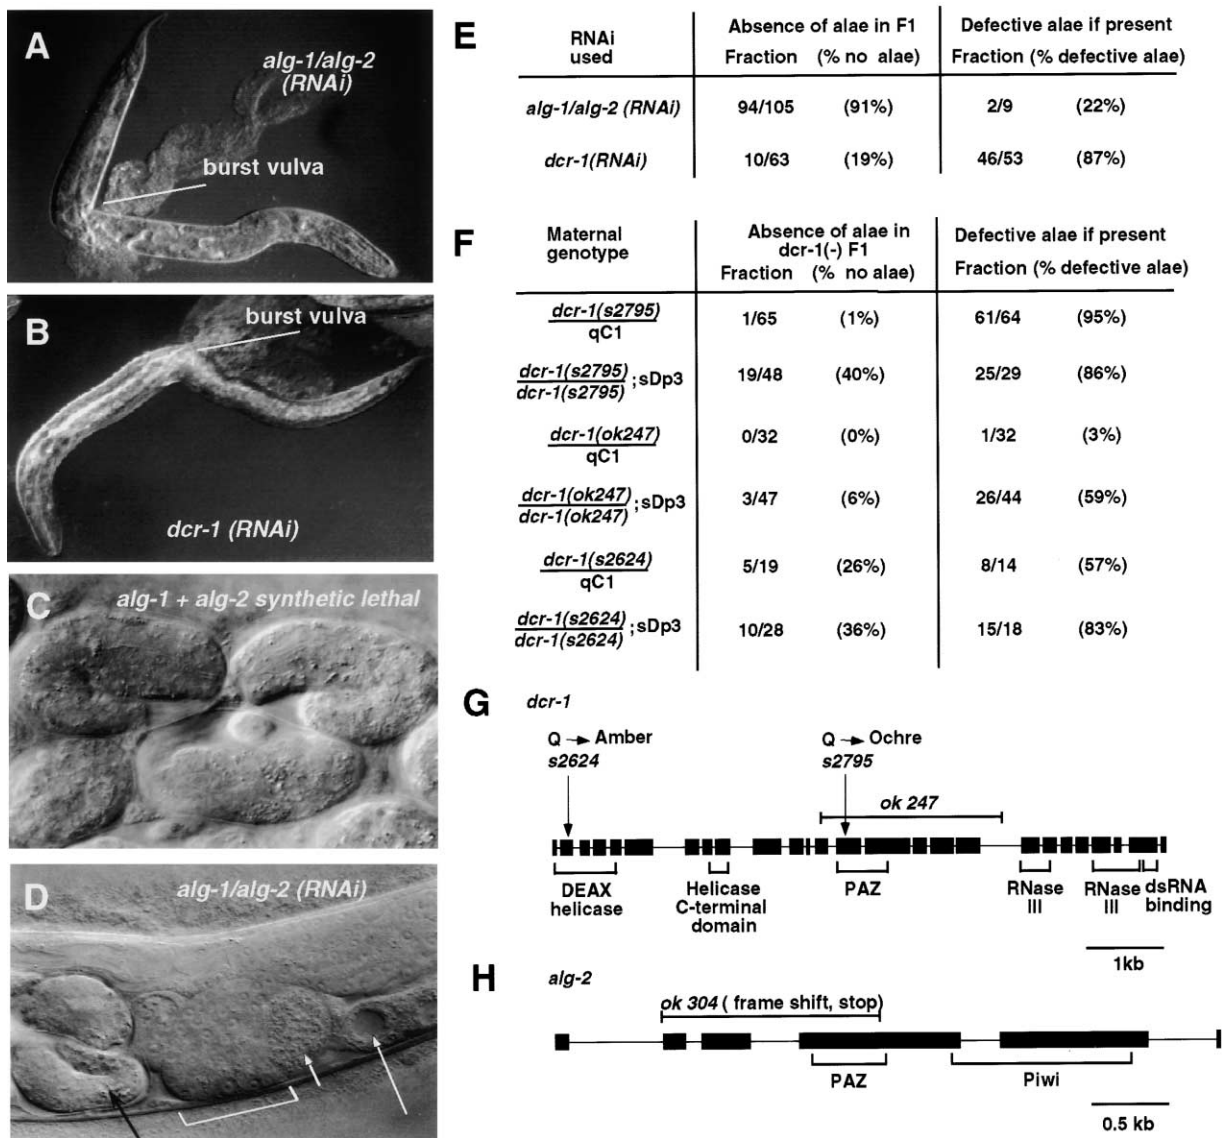 A
alg-1/alg-2
(RNAi)
burst vulva
B
burst vulva
dcr-1 (RNAi)
C
alg-1 + alg-2 synthetic lethal
D
alg-1/alg-2 (RNAi)
E
RNAi used | Absence of alae in F1 Fraction (% no alae) | Defective alae if present Fraction (% defective alae)
alg-1/alg-2 (RNAi) 94/105 (91%) 2/9 (22%)
dcr-1(RNAi) 10/63 (19%) 46/53 (87%)
F
Maternal genotype | Absence of alae in dcr-1(-) F1 Fraction (% no alae) | Defective alae if present Fraction (% defective alae)
dcr-1(s2795)
qC1
1/65 (1%) 61/64 (95%)
dcr-1(s2795)
dcr-1(s2795)
;sDp3 19/48 (40%) 25/29 (86%)
dcr-1(ok247)
qC1
0/32 (0%) 1/32 (3%)
dcr-1(ok247)
dcr-1(ok247)
;sDp3 3/47 (6%) 26/44 (59%)
dcr-1(s2624)
qC1
5/19 (26%) 8/14 (57%)
dcr-1(s2624)
dcr-1(s2624)
;sDp3 10/28 (36%) 15/18 (83%)
G
dcr-1
Q → Amber
s2624
Q → Ochre
s2795
ok 247
DEAX
helicase
Helicase
C-terminal
domain
PAZ
RNase
III
RNase
III
dsRNA
binding
1kb
H
alg-2
ok 304 ( frame shift, stop)
PAZ
Piwi
0.5 kb